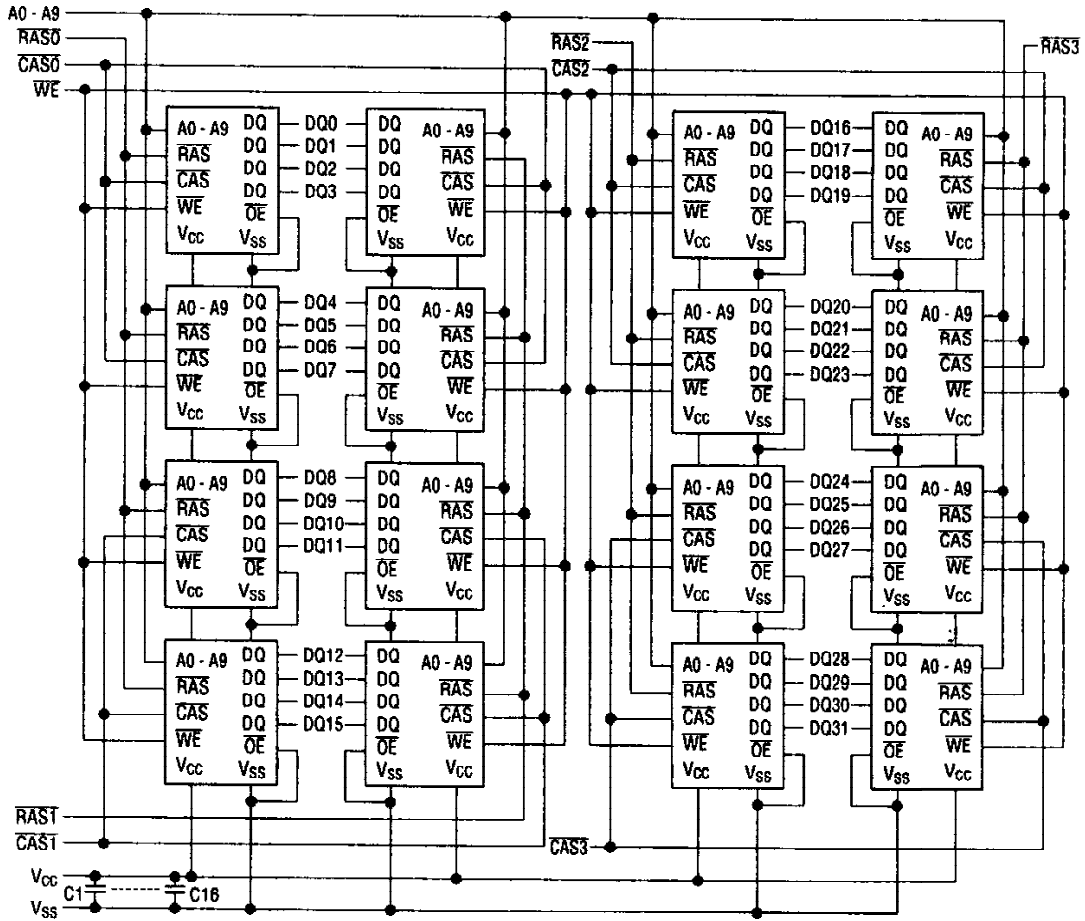 A0 - A9
RAS0
CAS0
WE
RAS2
CAS2
RAS3
A0 - A9 DQ DQ0 DQ A0 - A9
RAS DQ DQ1 DQ RAS
CAS DQ DQ2 DQ CAS
WE DQ DQ3 DQ WE
OE OE
VCC VSS VSS VCC
A0 - A9 DQ DQ16 DQ A0 - A9
RAS DQ DQ17 DQ RAS
CAS DQ DQ18 DQ CAS
WE DQ DQ19 DQ WE
OE OE
VCC VSS VSS VCC
A0 - A9 DQ DQ4 DQ A0 - A9
RAS DQ DQ5 DQ RAS
CAS DQ DQ6 DQ CAS
WE DQ DQ7 DQ WE
OE OE
VCC VSS VSS VCC
A0 - A9 DQ DQ20 DQ A0 - A9
RAS DQ DQ21 DQ RAS
CAS DQ DQ22 DQ CAS
WE DQ DQ23 DQ WE
OE OE
VCC VSS VSS VCC
A0 - A9 DQ DQ8 DQ A0 - A9
RAS DQ DQ9 DQ RAS
CAS DQ DQ10 DQ CAS
WE DQ DQ11 DQ WE
OE OE
VCC VSS VSS VCC
A0 - A9 DQ DQ24 DQ A0 - A9
RAS DQ DQ25 DQ RAS
CAS DQ DQ26 DQ CAS
WE DQ DQ27 DQ WE
OE OE
VCC VSS VSS VCC
A0 - A9 DQ DQ12 DQ A0 - A9
RAS DQ DQ13 DQ RAS
CAS DQ DQ14 DQ CAS
WE DQ DQ15 DQ WE
OE OE
VCC VSS VSS VCC
A0 - A9 DQ DQ28 DQ A0 - A9
RAS DQ DQ29 DQ RAS
CAS DQ DQ30 DQ CAS
WE DQ DQ31 DQ WE
OE OE
VCC VSS VSS VCC
RAS1
CAS1
CAS3
VCC
C1 C16
VSS